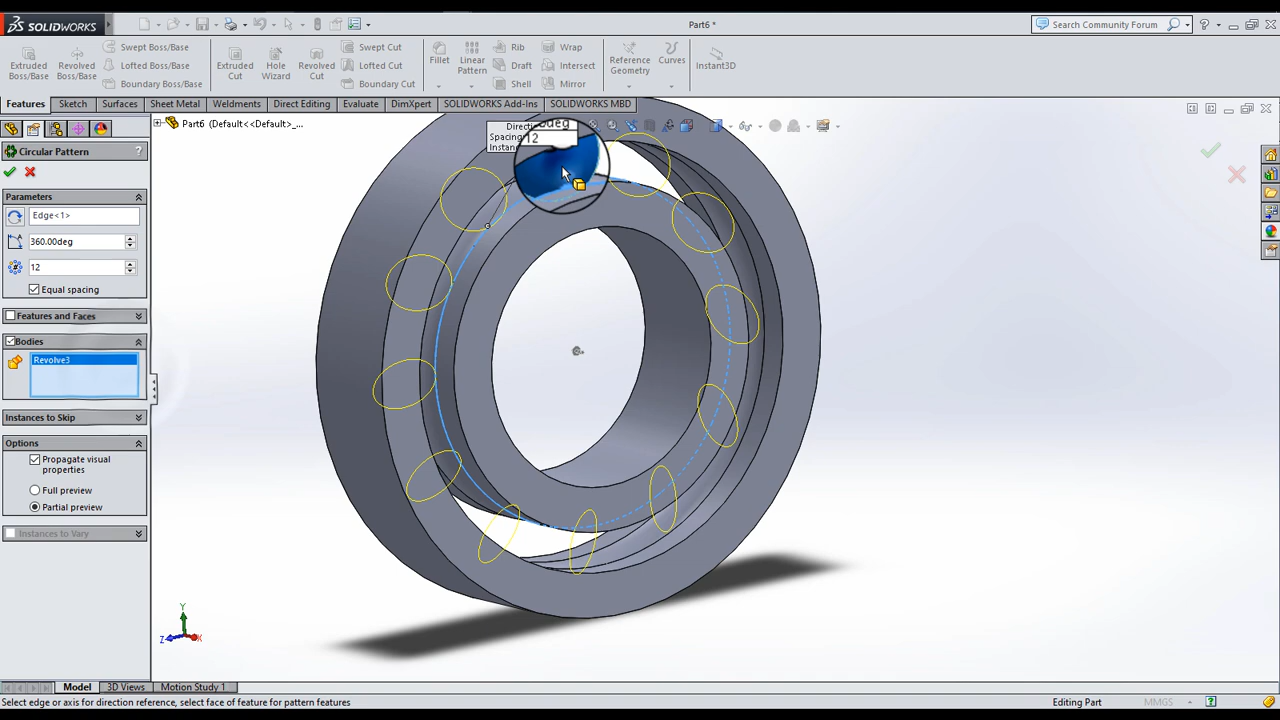 SOLIDWORKS
Part6 *
Search Community Forum
Extruded Boss/Base
Revolved Boss/Base
Swept Boss/Base
Lofted Boss/Base
Boundary Boss/Base
Extruded Cut
Hole Wizard
Revolved Cut
Swept Cut
Lofted Cut
Boundary Cut
Fillet
Linear Pattern
Rib
Draft
Shell
Wrap
Intersect
Mirror
Reference Geometry
Curves
Instant3D
Features Sketch Surfaces Sheet Metal Weldments Direct Editing Evaluate DimXpert SOLIDWORKS Add-Ins SOLIDWORKS MBD
Part6 (Default<<Default>_...
Circular Pattern
?
Parameters
Edge<1>
360.00deg
12
Equal spacing
Features and Faces
Bodies
Revolve3
Instances to Skip
Options
Propagate visual
properties
Full preview
Partial preview
Instances to Vary
Spacing
12
Y
Z
X
Model 3D Views Motion Study 1
Select edge or axis for direction reference, select face of feature for pattern features
Editing Part
MMGS